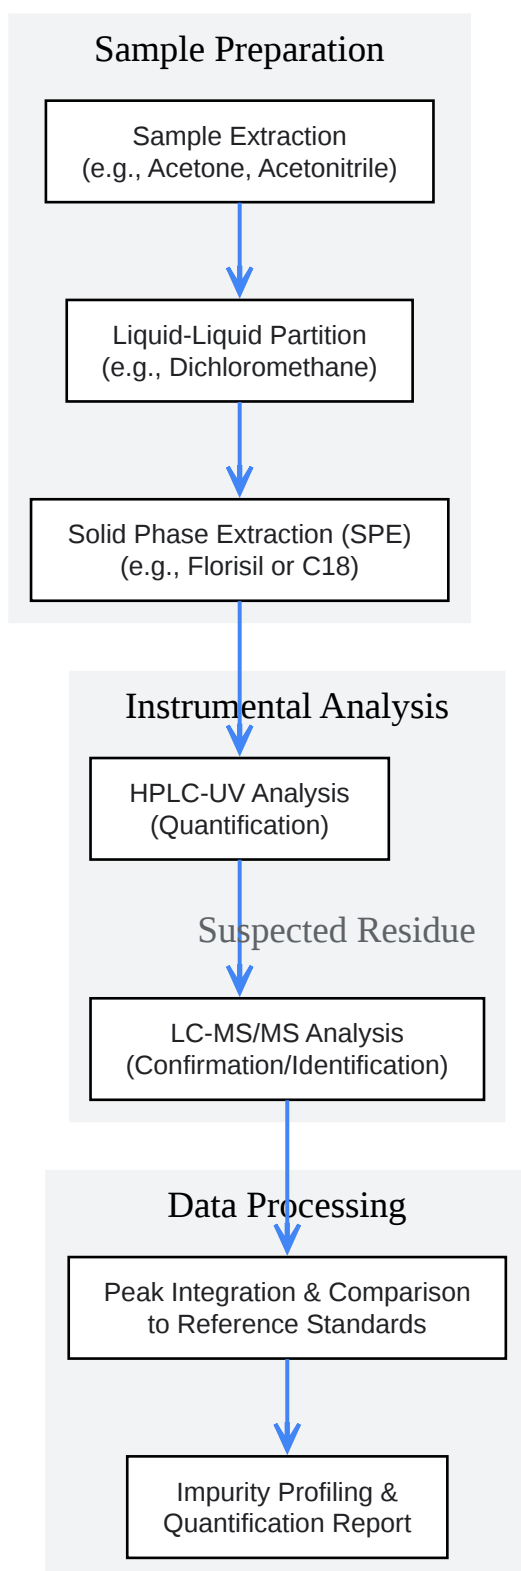 Sample Preparation
Sample Extraction
(e.g., Acetone, Acetonitrile)
Liquid-Liquid Partition
(e.g., Dichloromethane)
Solid Phase Extraction (SPE)
(e.g., Florisil or C18)
Instrumental Analysis
HPLC-UV Analysis
(Quantification)
Suspected Residue
LC-MS/MS Analysis
(Confirmation/Identification)
Data Processing
Peak Integration & Comparison
to Reference Standards
Impurity Profiling &
Quantification Report